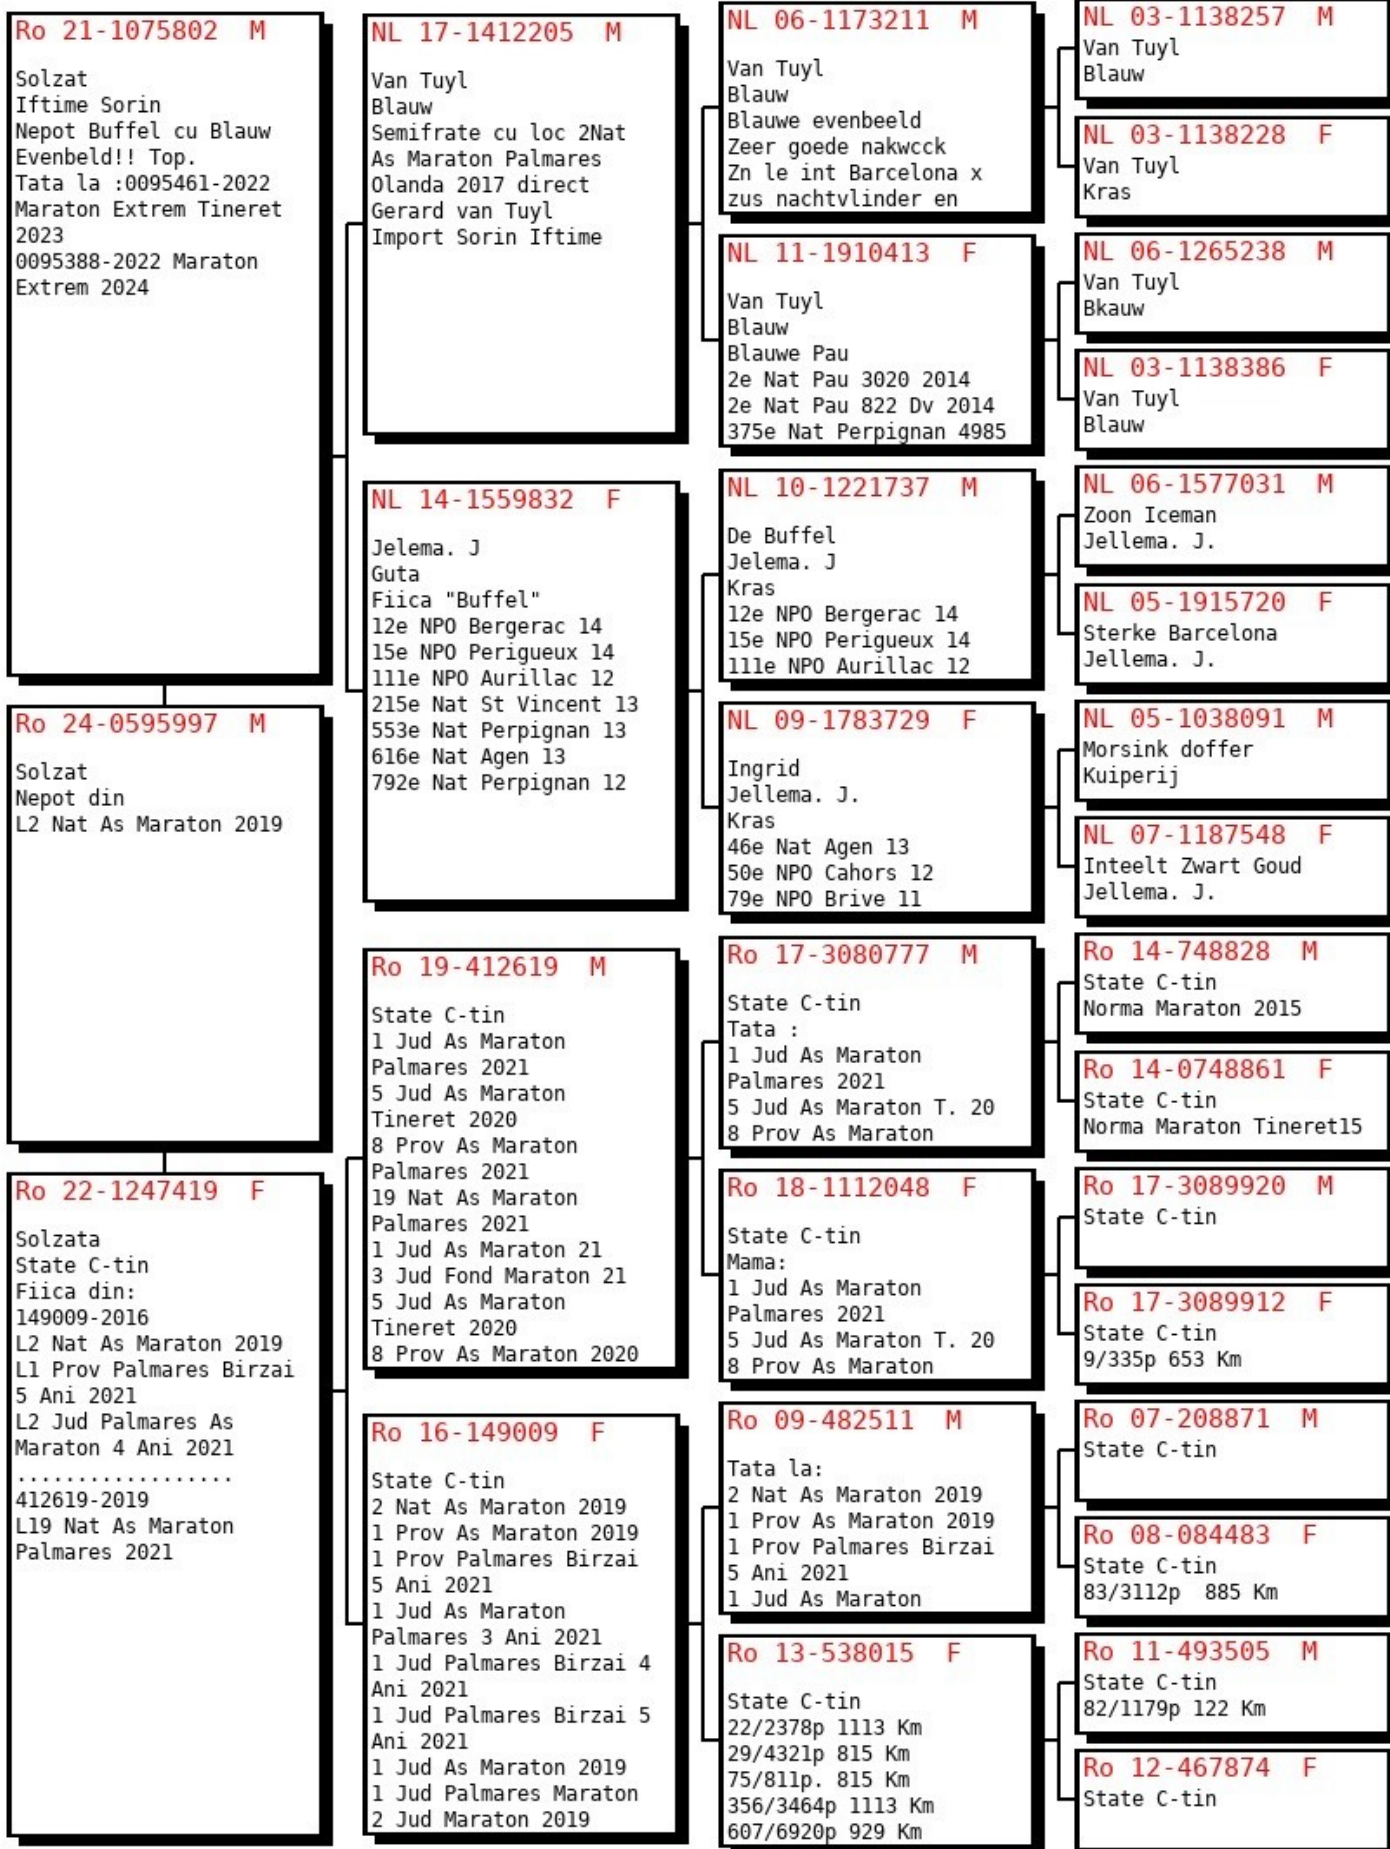 Ro 21-1075802  M
Solzat
Iftime Sorin
Nepot Buffel cu Blauw
Evenbeld!! Top.
Tata la :0095461-2022
Maraton Extrem Tineret
2023
0095388-2022 Maraton
Extrem 2024
Ro 24-0595997  M
Solzat
Nepot din
L2 Nat As Maraton 2019
Ro 22-1247419  F
Solzata
State C-tin
Fiica din:
149009-2016
L2 Nat As Maraton 2019
L1 Prov Palmares Birzai
5 Ani 2021
L2 Jud Palmares As
Maraton 4 Ani 2021
..................
412619-2019
L19 Nat As Maraton
Palmares 2021
NL 17-1412205  M
Van Tuyl
Blauw
Semifrate cu loc 2Nat
As Maraton Palmares
Olanda 2017 direct
Gerard van Tuyl
Import Sorin Iftime
NL 14-1559832  F
Jelema. J
Guta
Fiica "Buffel"
12e NPO Bergerac 14
15e NPO Perigueux 14
111e NPO Aurillac 12
215e Nat St Vincent 13
553e Nat Perpignan 13
616e Nat Agen 13
792e Nat Perpignan 12
Ro 19-412619  M
State C-tin
1 Jud As Maraton
Palmares 2021
5 Jud As Maraton
Tineret 2020
8 Prov As Maraton
Palmares 2021
19 Nat As Maraton
Palmares 2021
1 Jud As Maraton 21
3 Jud Fond Maraton 21
5 Jud As Maraton
Tineret 2020
8 Prov As Maraton 2020
Ro 16-149009  F
State C-tin
2 Nat As Maraton 2019
1 Prov As Maraton 2019
1 Prov Palmares Birzai
5 Ani 2021
1 Jud As Maraton
Palmares 3 Ani 2021
1 Jud Palmares Birzai 4
Ani 2021
1 Jud Palmares Birzai 5
Ani 2021
1 Jud As Maraton 2019
1 Jud Palmares Maraton
2 Jud Maraton 2019
NL 06-1173211  M
Van Tuyl
Blauw
Blauwe evenbeeld
Zeer goede nakwcck
Zn le int Barcelona x
zus nachtvlinder en
NL 11-1910413  F
Van Tuyl
Blauw
Blauwe Pau
2e Nat Pau 3020 2014
2e Nat Pau 822 Dv 2014
375e Nat Perpignan 4985
NL 10-1221737  M
De Buffel
Jelema. J
Kras
12e NPO Bergerac 14
15e NPO Perigueux 14
111e NPO Aurillac 12
NL 09-1783729  F
Ingrid
Jellema. J.
Kras
46e Nat Agen 13
50e NPO Cahors 12
79e NPO Brive 11
Ro 17-3080777  M
State C-tin
Tata :
1 Jud As Maraton
Palmares 2021
5 Jud As Maraton T. 20
8 Prov As Maraton
Ro 18-1112048  F
State C-tin
Mama:
1 Jud As Maraton
Palmares 2021
5 Jud As Maraton T. 20
8 Prov As Maraton
Ro 09-482511  M
Tata la:
2 Nat As Maraton 2019
1 Prov As Maraton 2019
1 Prov Palmares Birzai
5 Ani 2021
1 Jud As Maraton
Ro 13-538015  F
State C-tin
22/2378p 1113 Km
29/4321p 815 Km
75/811p. 815 Km
356/3464p 1113 Km
607/6920p 929 Km
NL 03-1138257  M
Van Tuyl
Blauw
NL 03-1138228  F
Van Tuyl
Kras
NL 06-1265238  M
Van Tuyl
Bkauw
NL 03-1138386  F
Van Tuyl
Blauw
NL 06-1577031  M
Zoon Iceman
Jellema. J.
NL 05-1915720  F
Sterke Barcelona
Jellema. J.
NL 05-1038091  M
Morsink doffer
Kuiperij
NL 07-1187548  F
Inteelt Zwart Goud
Jellema. J.
Ro 14-748828  M
State C-tin
Norma Maraton 2015
Ro 14-0748861  F
State C-tin
Norma Maraton Tineret15
Ro 17-3089920  M
State C-tin
Ro 17-3089912  F
State C-tin
9/335p 653 Km
Ro 07-208871  M
State C-tin
Ro 08-084483  F
State C-tin
83/3112p  885 Km
Ro 11-493505  M
State C-tin
82/1179p 122 Km
Ro 12-467874  F
State C-tin